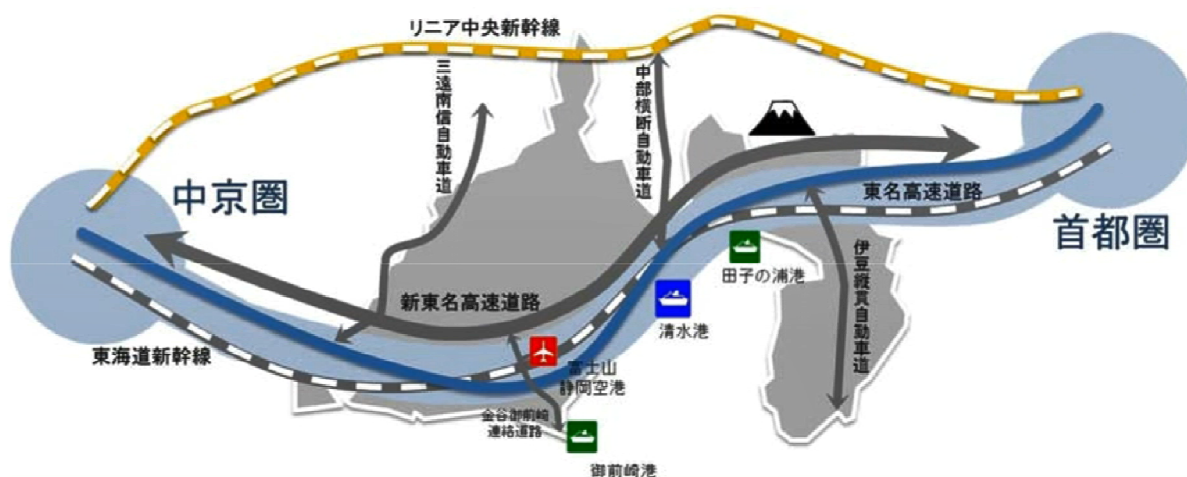 リニア中央新幹線
三遠南信自動車道
中部横断自動車道
中京圏
首都圏
東名高速道路
新東名高速道路
田子の浦港
伊豆縦貫自動車道
清水港
東海道新幹線
富士山
静岡空港
金谷御前崎
連絡道路
御前崎港